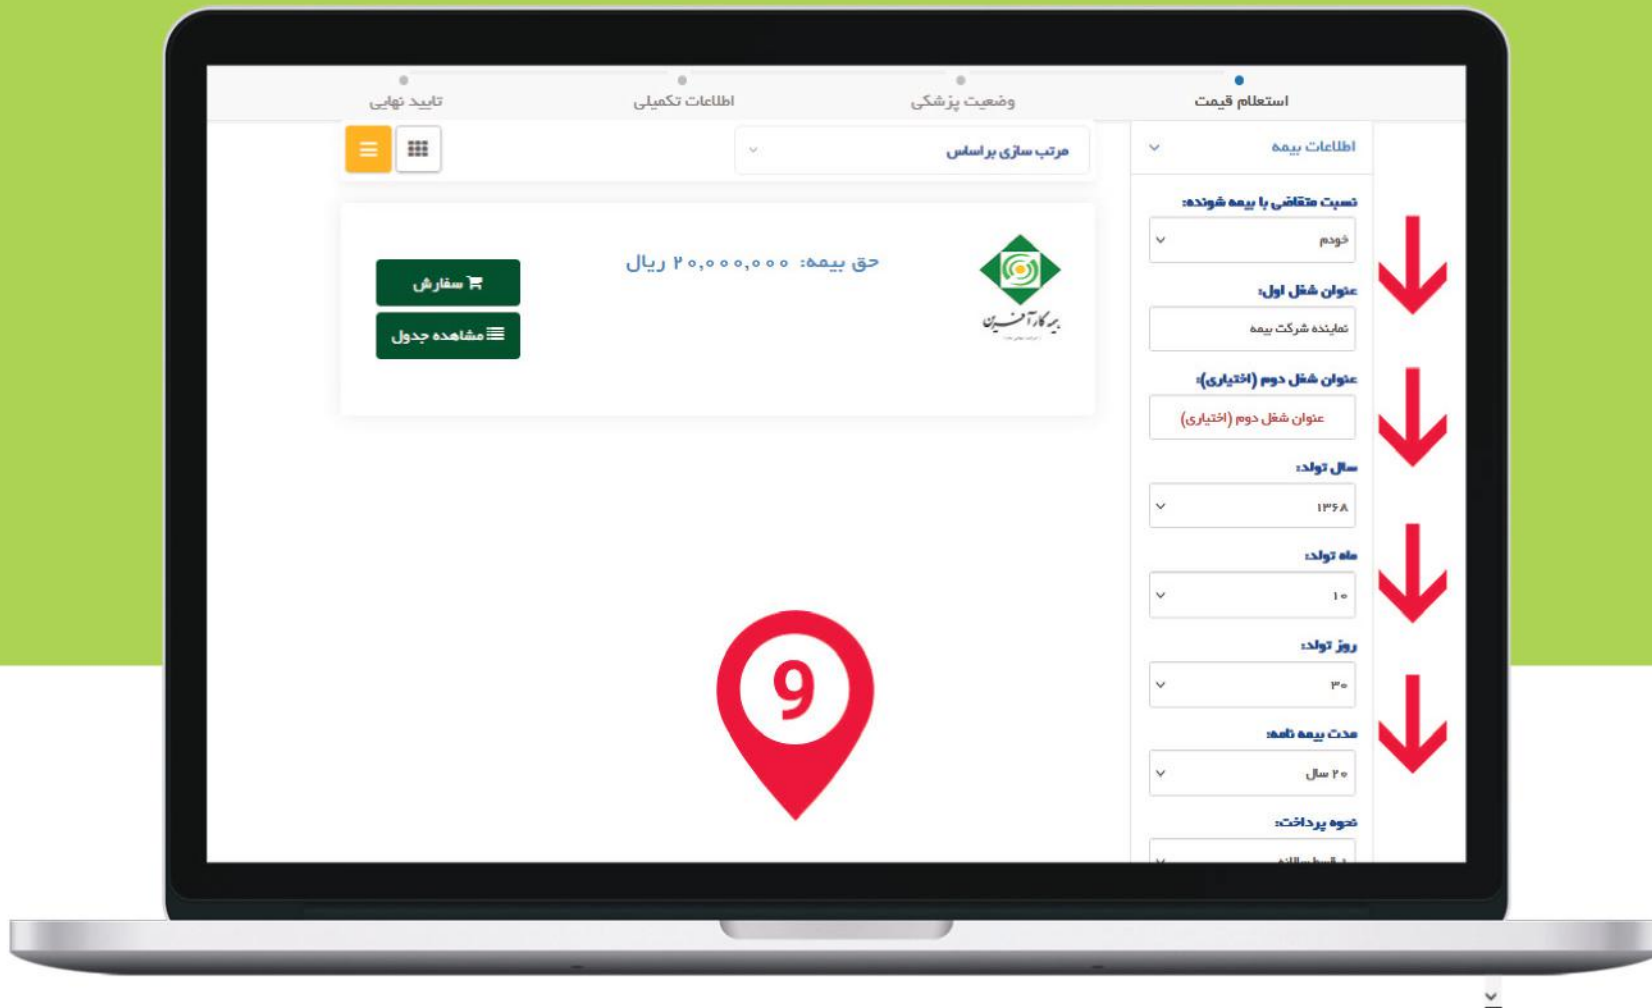 استعلام قیمت
وضعیت پزشکی
اطلاعات تکمیلی
تایید نهایی
اطلاعات بیمه
مرتب سازی بر اساس
نسبت متقاضی با بیمه شونده:
خودم
عنوان شغل اول:
نماینده شرکت بیمه
عنوان شغل دوم (اختیاری):
عنوان شغل دوم (اختیاری)
سال تولد:
۱۳۶۸
ماه تولد:
۱۰
روز تولد:
۳۰
مدت بیمه نامه:
۲۰ سال
نحوه پرداخت:
بیمه کارآفرین
حق بیمه: ۲۰,۰۰۰,۰۰۰ ریال
سفارش
مشاهده جدول
9